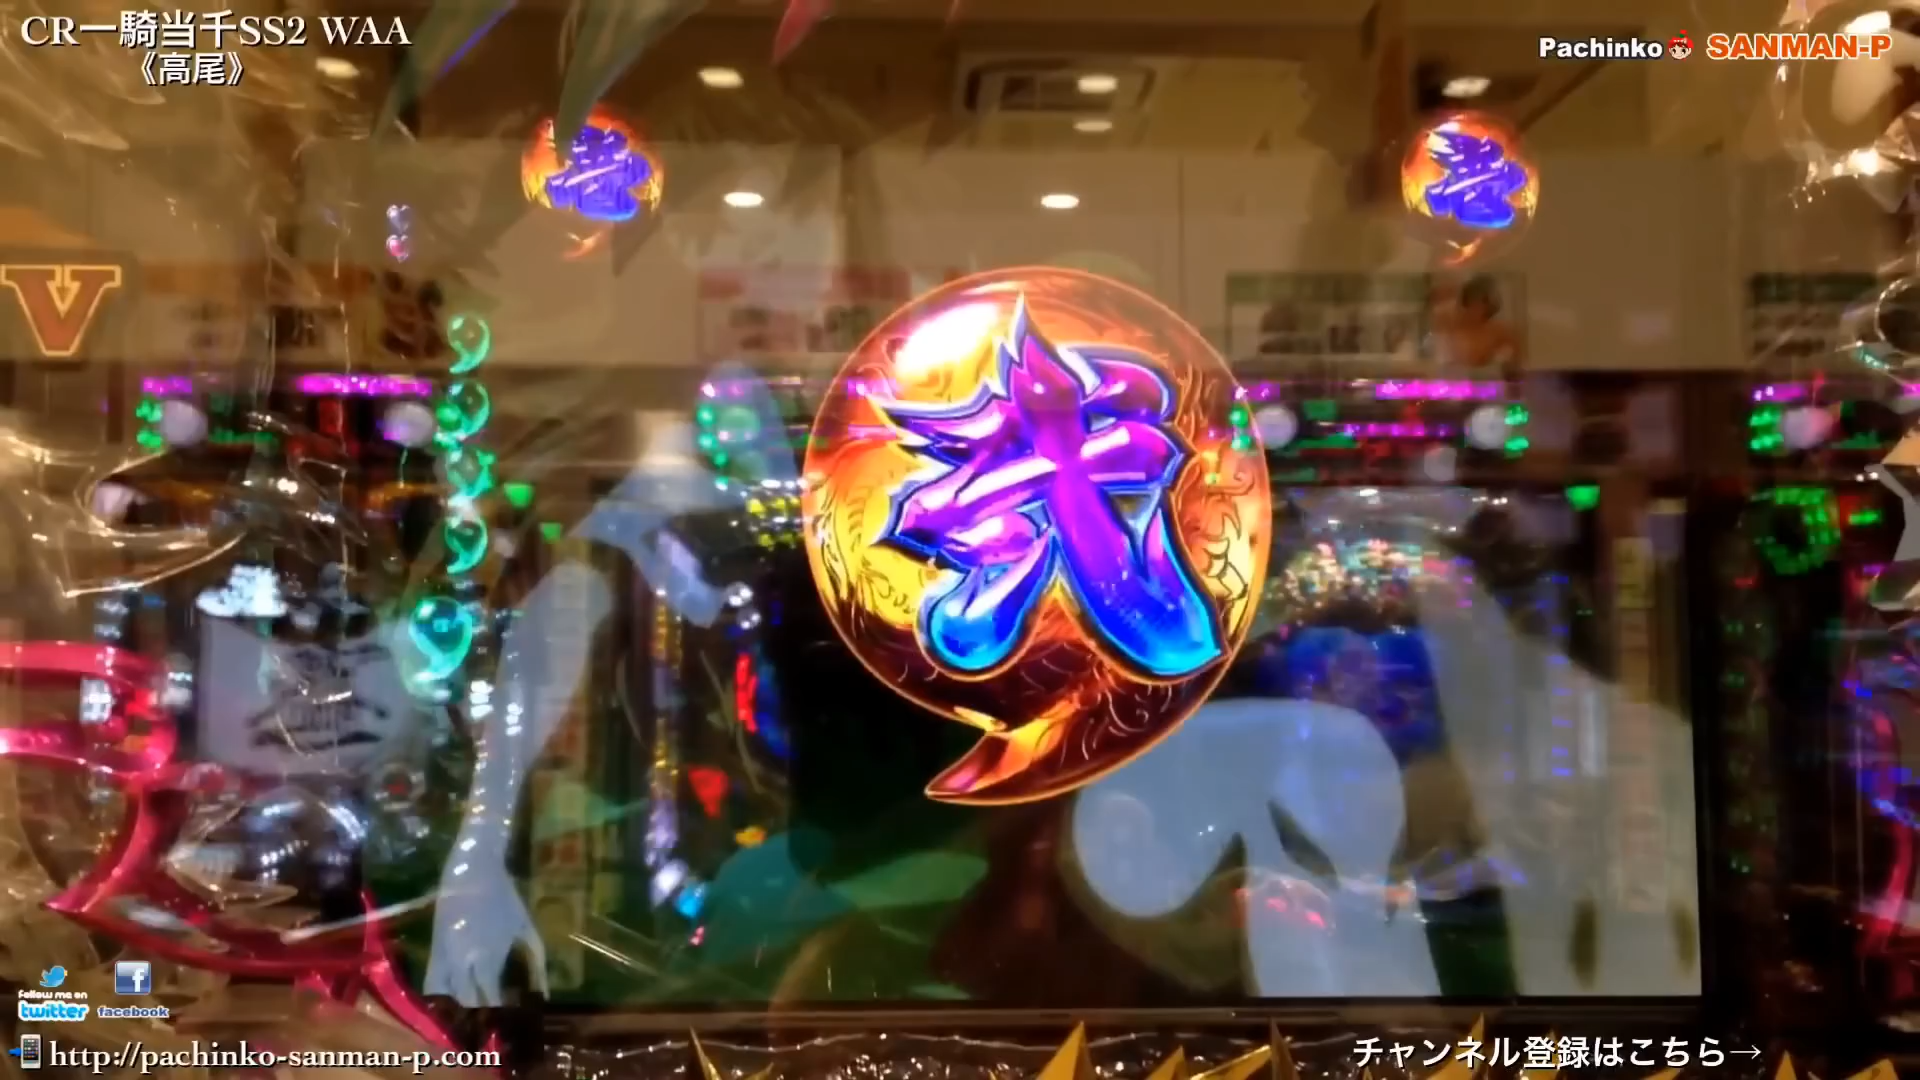 CR一騎当千SS2 WAA
《高尾》
Pachinko SANMAN-P
壱
壱
V
弐
follow me on
twitter
facebook
http://pachinko-sanman-p.com
チャンネル登録はこちら→